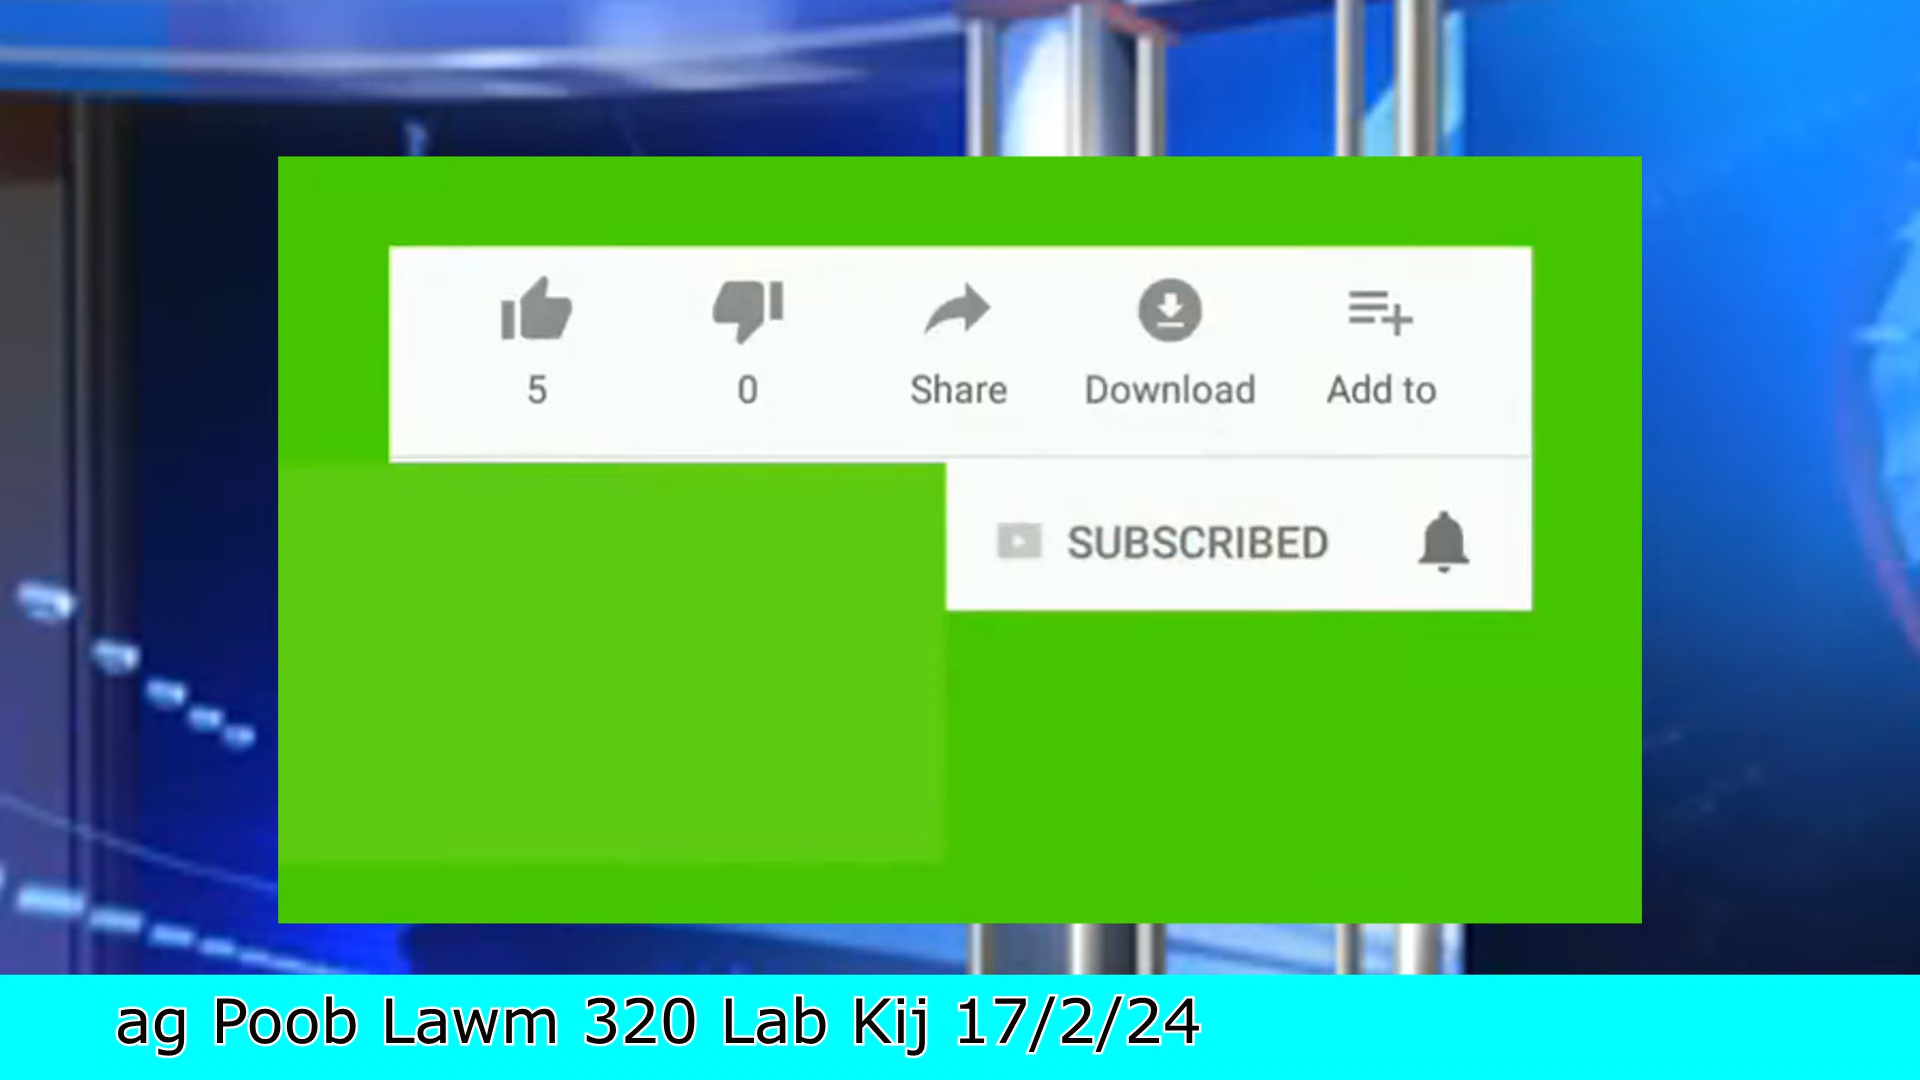 5 0 Share Download Add to
SUBSCRIBED
ag Poob Lawm 320 Lab Kij 17/2/24